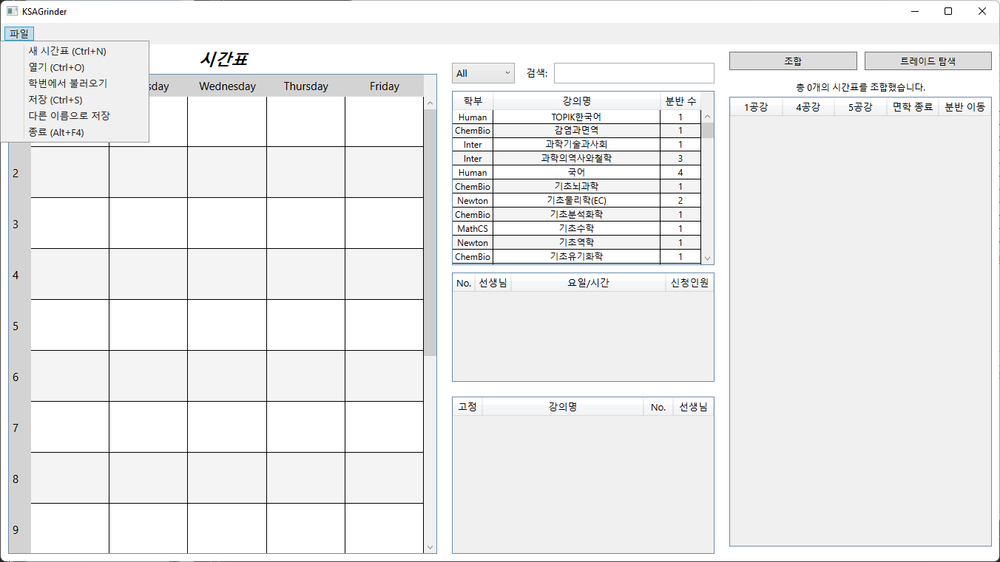 KSAGrinder
파일
새 시간표 (Ctrl+N)
열기 (Ctrl+O)
학번에서 불러오기
저장 (Ctrl+S)
다른 이름으로 저장
종료 (Alt+F4)
시간표
sday Wednesday Thursday Friday
2
3
4
5
6
7
8
9
All 검색:
학부 강의명 분반 수
Human TOPIK한국어 1
ChemBio 감염과면역 1
Inter 과학기술과사회 1
Inter 과학의역사와철학 3
Human 국어 4
ChemBio 기초뇌과학 1
Newton 기초물리학(EC) 2
ChemBio 기초분석화학 1
MathCS 기초수학 1
Newton 기초역학 1
ChemBio 기초유기화학 1
No. 선생님 요일/시간 신청인원
고정 강의명 No. 선생님
조합 트레이드 탐색
총 0개의 시간표를 조합했습니다.
1공강 4공강 5공강 면학 종료 분반 이동